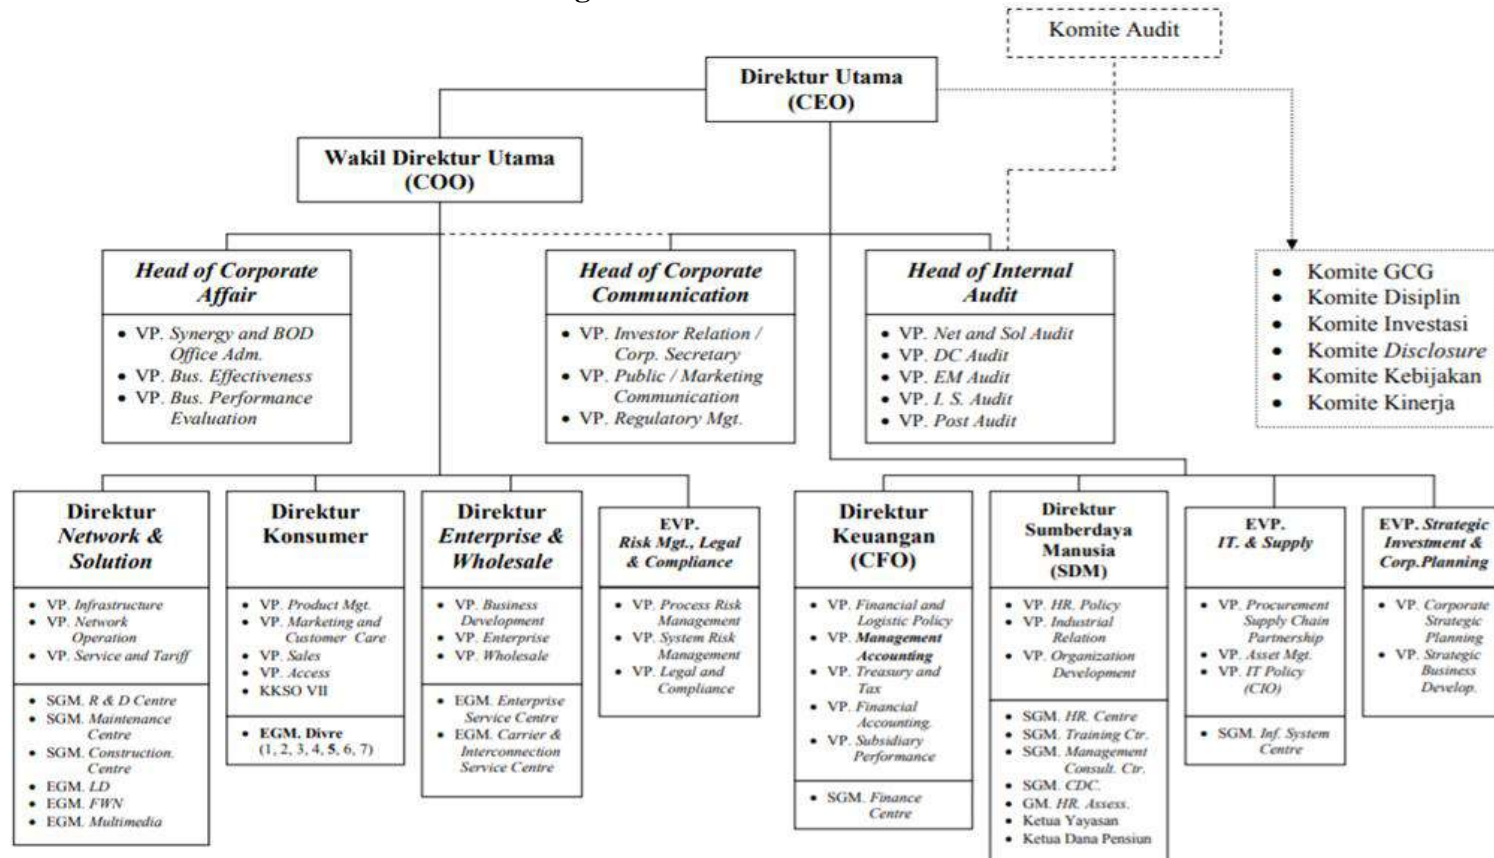 Komite Audit
Direktur Utama
(CEO)
Wakil Direktur Utama
(COO)
Head of Corporate
Affair
• VP. Synergy and BOD
Office Adm.
• VP. Bus. Effectiveness
• VP. Bus. Performance
Evaluation
Head of Corporate
Communication
• VP. Investor Relation /
Corp. Secretary
• VP. Public / Marketing
Communication
• VP. Regulatory Mgt.
Head of Internal
Audit
• VP. Net and Sol Audit
• VP. DC Audit
• VP. EM Audit
• VP. I. S. Audit
• VP. Post Audit
• Komite GCG
• Komite Disiplin
• Komite Investasi
• Komite Disclosure
• Komite Kebijakan
• Komite Kinerja
Direktur
Network &
Solution
• VP. Infrastructure
• VP. Network
Operation
• VP. Service and Tariff
• SGM. R & D Centre
• SGM. Maintenance
Centre
• SGM. Construction.
Centre
• EGM. LD
• EGM. FWN
• EGM. Multimedia
Direktur
Konsumer
• VP. Product Mgt.
• VP. Marketing and
Customer Care
• VP. Sales
• VP. Access
• KKSO VII
• EGM. Divre
(1, 2, 3, 4, 5, 6, 7)
Direktur
Enterprise &
Wholesale
• VP. Business
Development
• VP. Enterprise
• VP. Wholesale
• EGM. Enterprise
Service Centre
• EGM. Carrier &
Interconnection
Service Centre
EVP.
Risk Mgt., Legal
& Compliance
• VP. Process Risk
Management
• VP. System Risk
Management
• VP. Legal and
Compliance
Direktur
Keuangan
(CFO)
• VP. Financial and
Logistic Policy
• VP. Management
Accounting
• VP. Treasury and
Tax
• VP. Financial
Accounting.
• VP. Subsidiary
Performance
• SGM. Finance
Centre
Direktur
Sumberdaya
Manusia
(SDM)
• VP. HR. Policy
• VP. Industrial
Relation
• VP. Organization
Development
• SGM. HR. Centre
• SGM. Training Ctr.
• SGM. Management
Consult. Ctr.
• SGM. CDC.
• GM. HR. Assess.
• Ketua Yayasan
• Ketua Dana Pensiun
EVP.
IT. & Supply
• VP. Procurement
Supply Chain
Partnership
• VP. Asset Mgt.
• VP. IT Policy
(CIO)
• SGM. Inf. System
Centre
EVP. Strategic
Investment &
Corp.Planning
• VP. Corporate
Strategic
Planning
• VP. Strategic
Business
Develop.